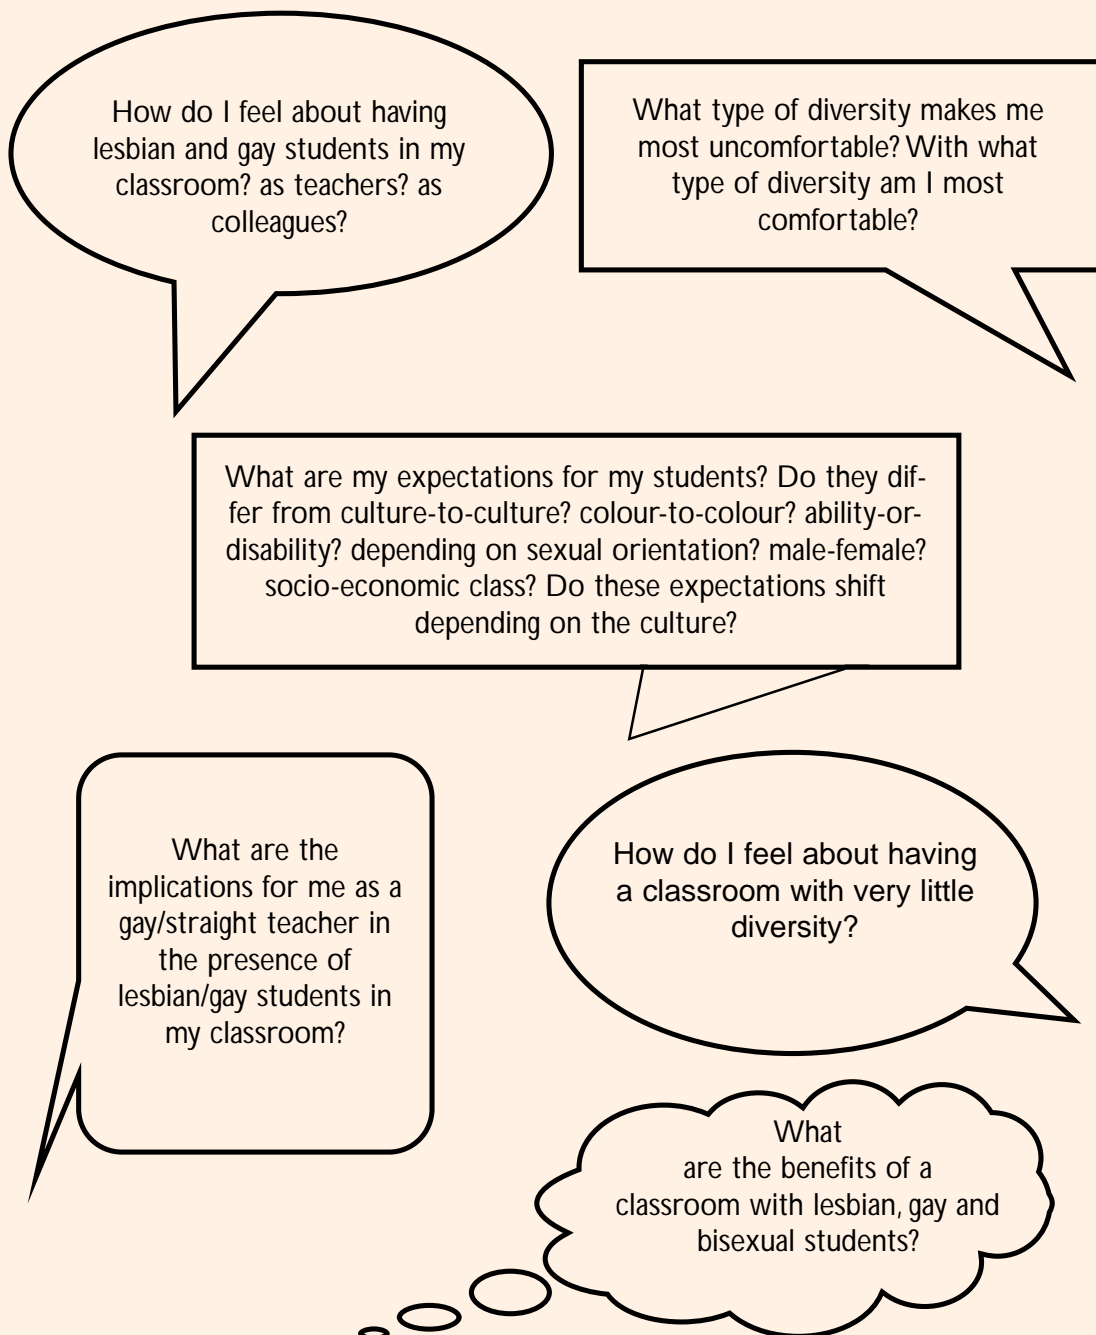 How do I feel about having
lesbian and gay students in my
classroom? as teachers? as
colleagues?
What type of diversity makes me
most uncomfortable? With what
type of diversity am I most
comfortable?
What are my expectations for my students? Do they dif-
fer from culture-to-culture? colour-to-colour? ability-or-
disability? depending on sexual orientation? male-female?
socio-economic class? Do these expectations shift
depending on the culture?
What are the
implications for me as a
gay/straight teacher in
the presence of
lesbian/gay students in
my classroom?
How do I feel about having
a classroom with very little
diversity?
What
are the benefits of a
classroom with lesbian, gay and
bisexual students?